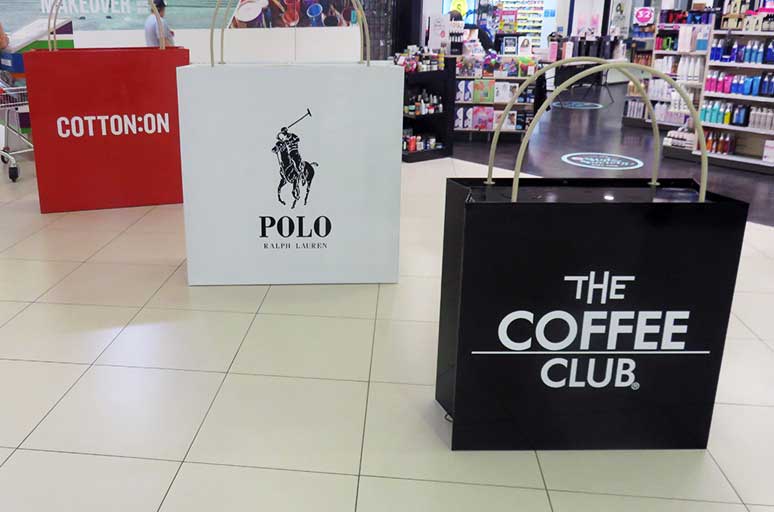 MAKEOVER
COTTON:ON
POLO
RALPH LAUREN
THE
COFFEE
CLUB®